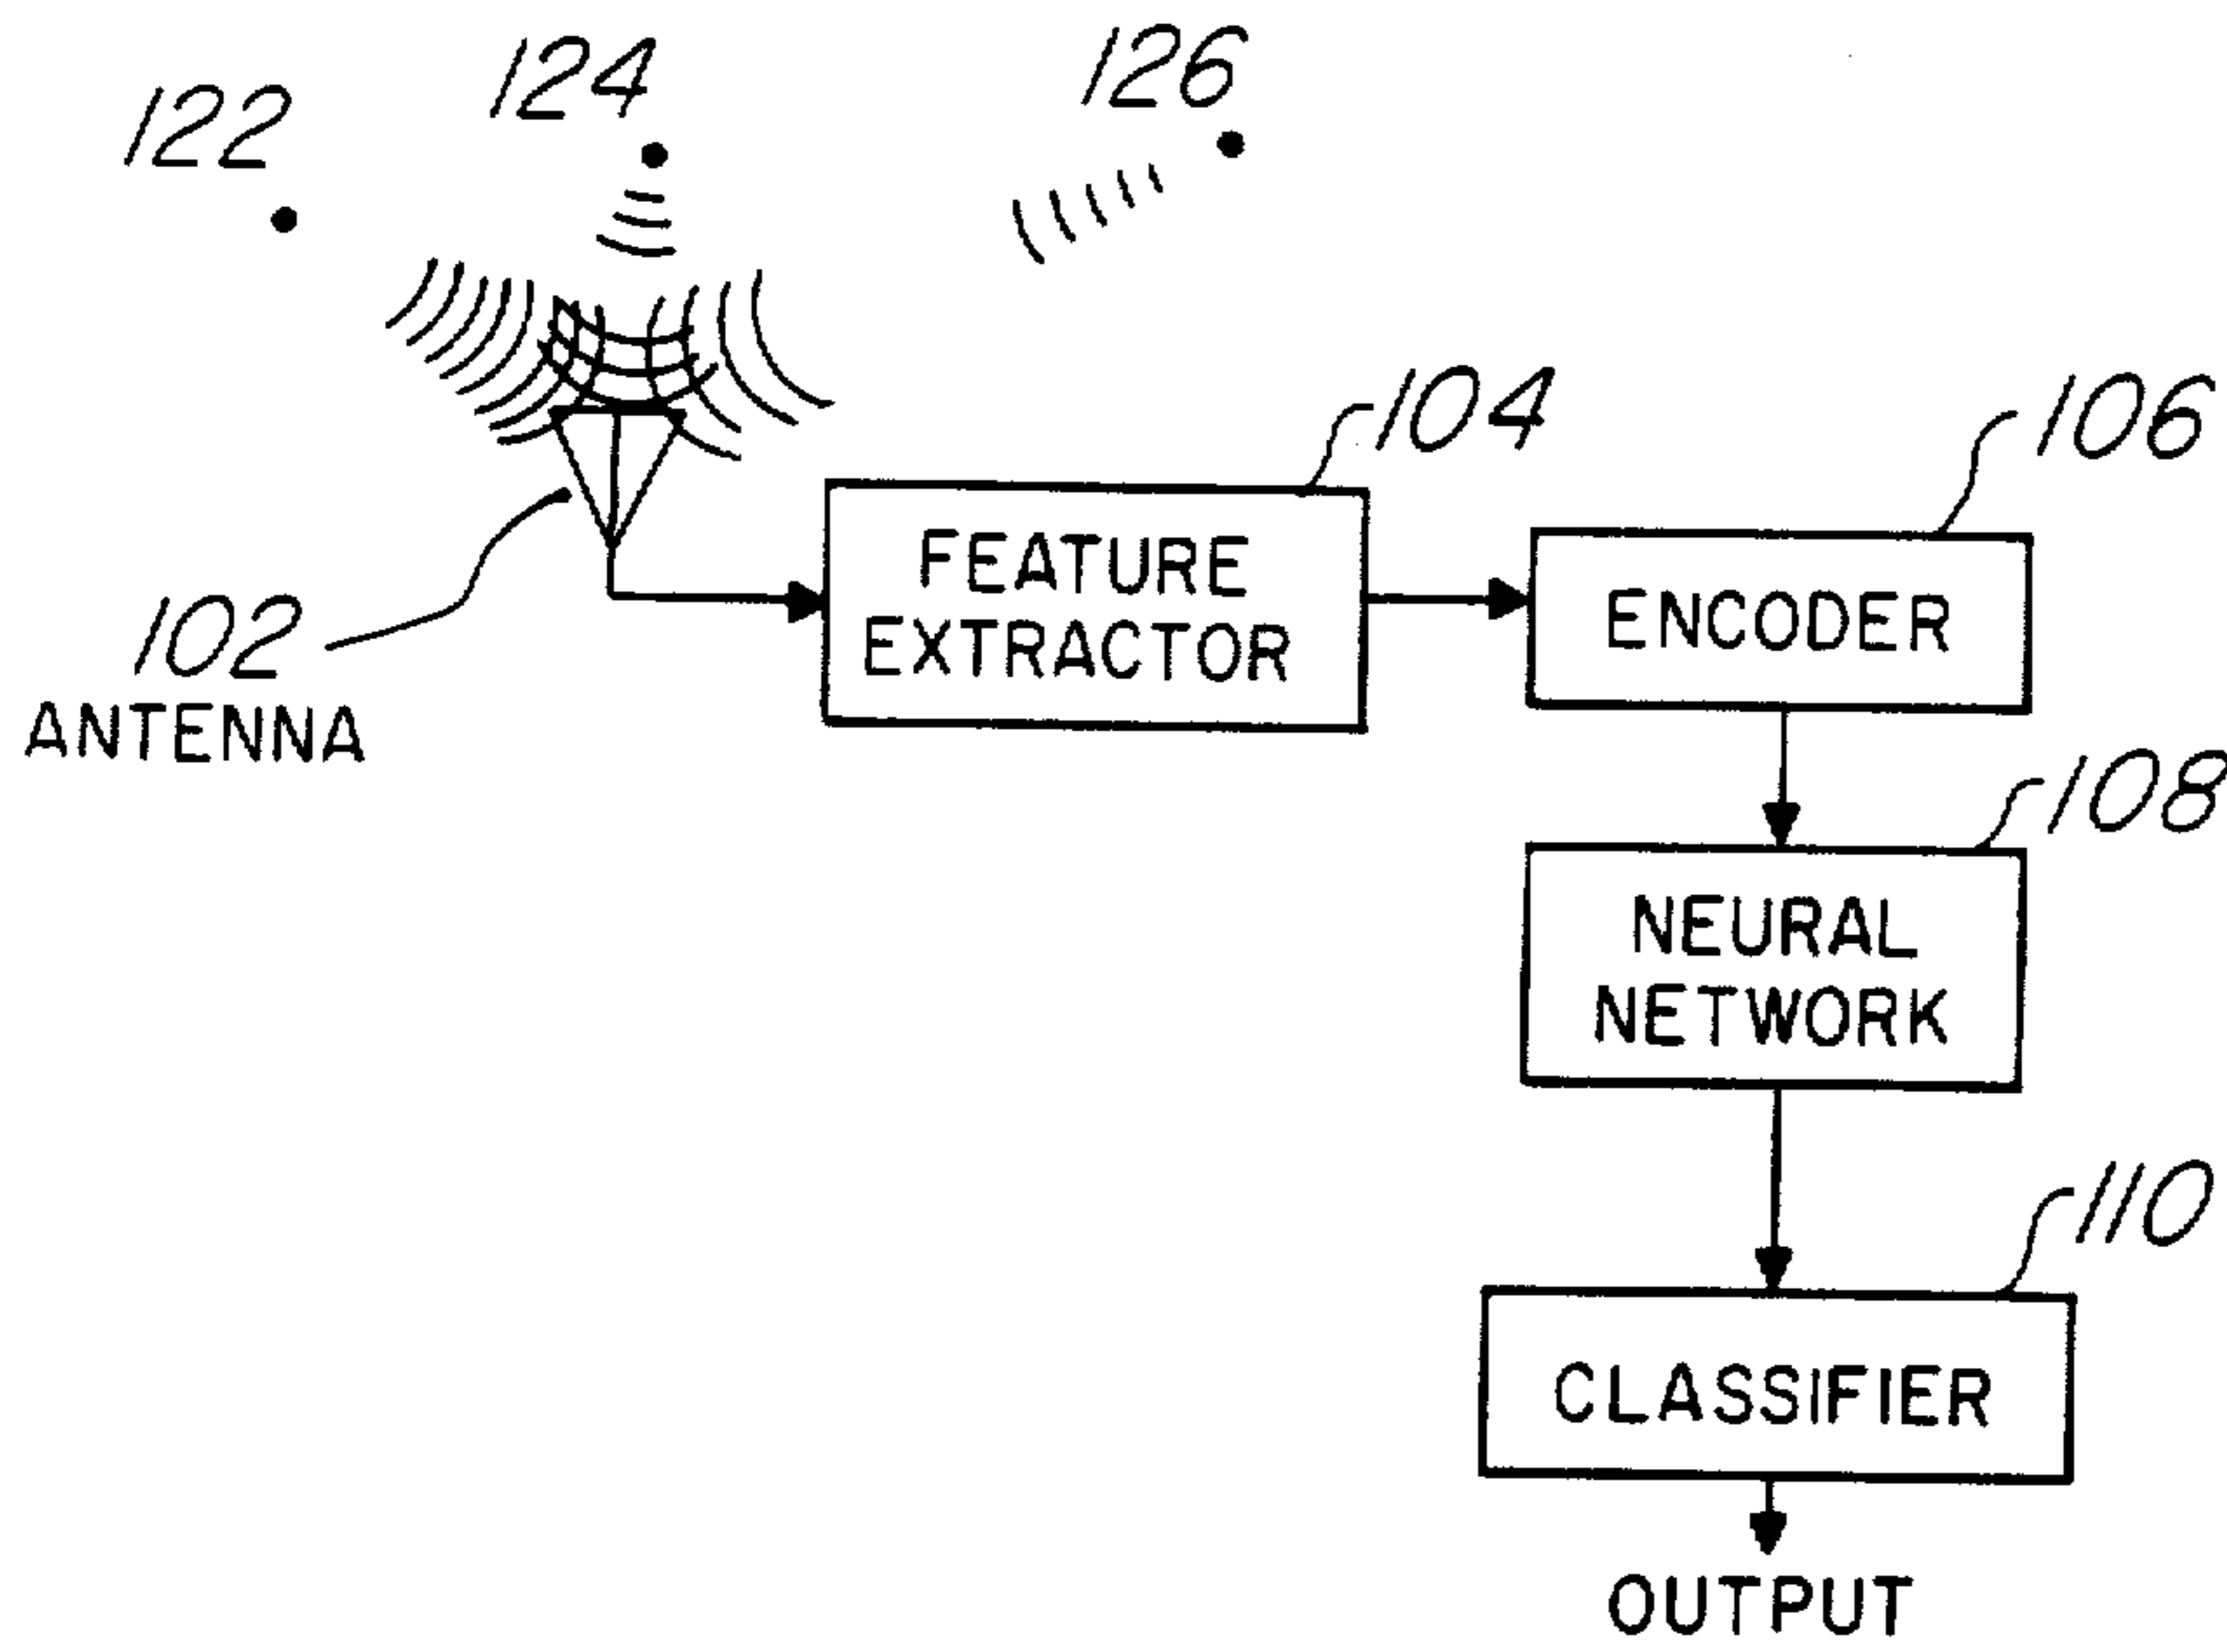 122
124
126
104
106
FEATURE
EXTRACTOR
ENCODER
102
ANTENNA
108
NEURAL
NETWORK
110
CLASSIFIER
OUTPUT